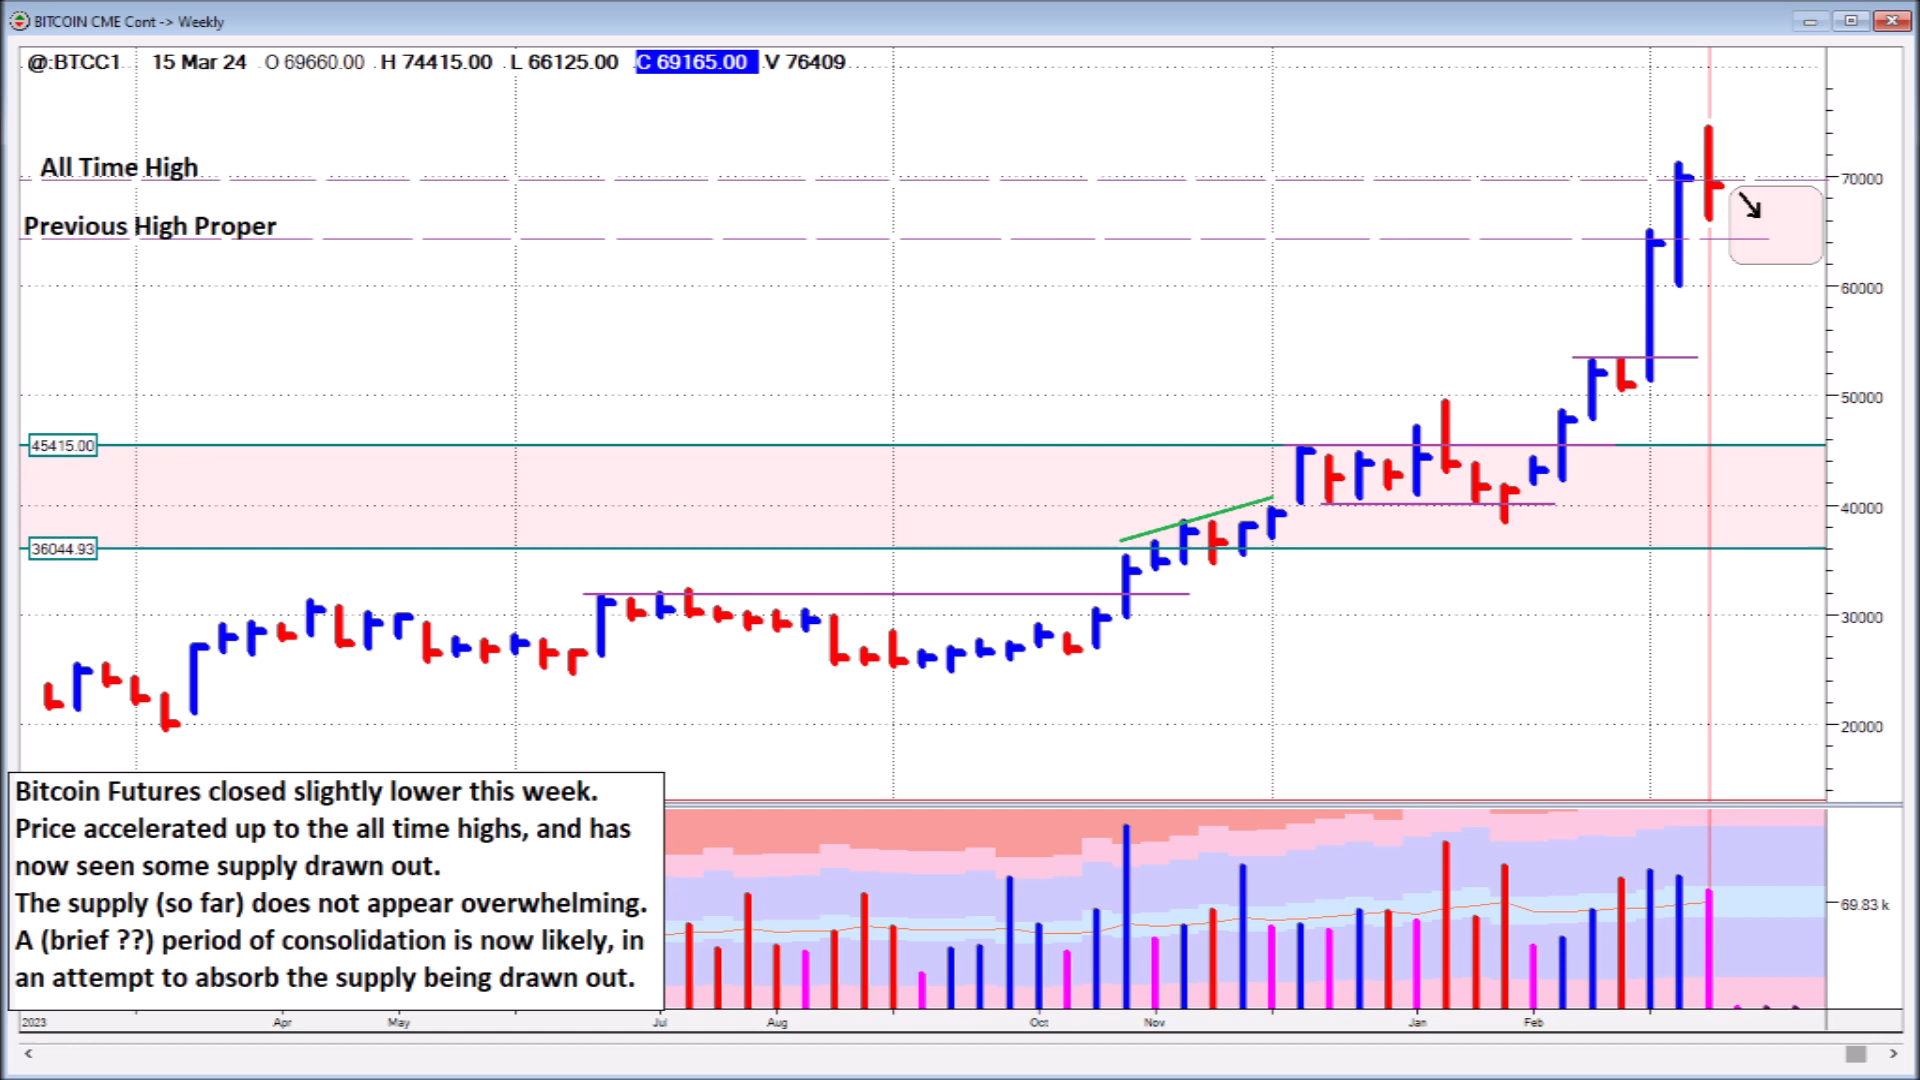 BITCOIN CME Cont -> Weekly
@:BTCC1 15 Mar 24 O 69660.00 H 74415.00 L 66125.00 C 69165.00 V 76409
All Time High
70000
Previous High Proper
60000
50000
45415.00
40000
36044.93
30000
20000
Bitcoin Futures closed slightly lower this week.
Price accelerated up to the all time highs, and has
now seen some supply drawn out.
The supply (so far) does not appear overwhelming.
A (brief ??) period of consolidation is now likely, in
an attempt to absorb the supply being drawn out.
69.83 k
2023 Apr May Jul Aug Oct Nov Jan Feb